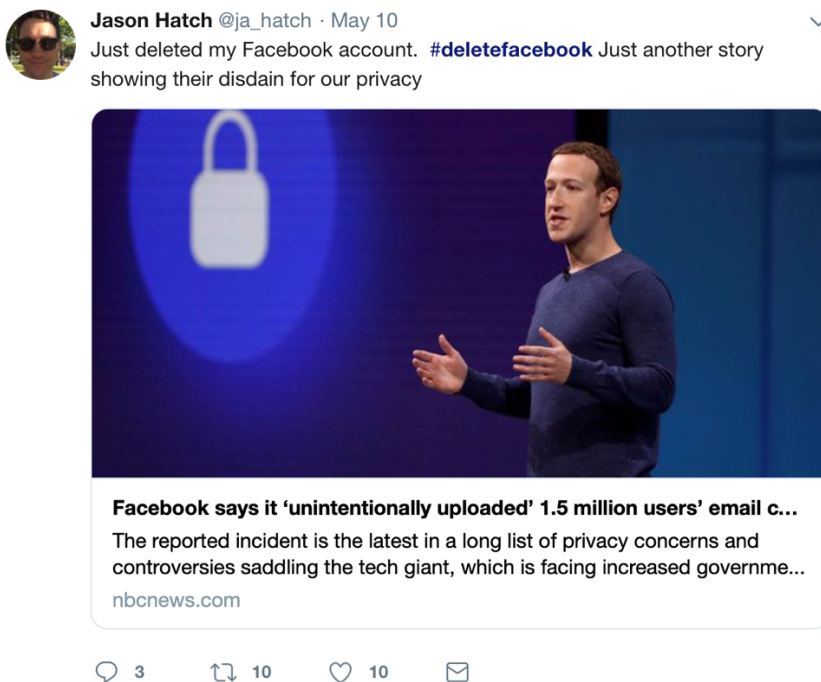 Jason Hatch @ja_hatch · May 10
Just deleted my Facebook account. #deletefacebook Just another story
showing their disdain for our privacy
Facebook says it ‘unintentionally uploaded’ 1.5 million users’ email c...
The reported incident is the latest in a long list of privacy concerns and
controversies saddling the tech giant, which is facing increased governme...
nbcnews.com
3 10 10